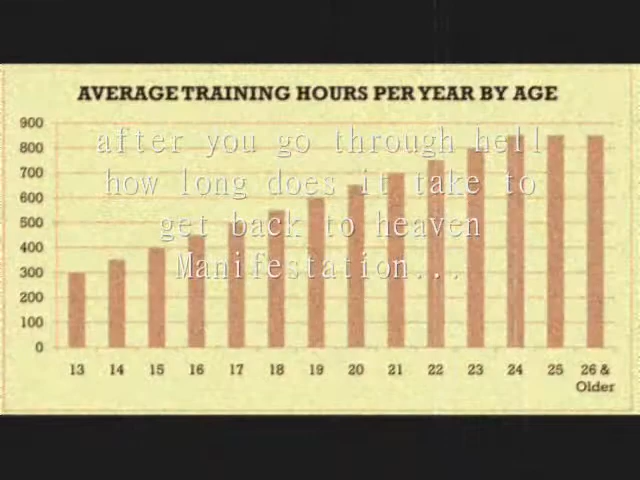 AVERAGE TRAINING HOURS PER YEAR BY AGE
900
after you go through hell
800
700
how long does it take to
600
500
get back to heaven
400
Manifestation...
300
200
100
0
13 14 15 16 17 18 19 20 21 22 23 24 25 26 &
Older